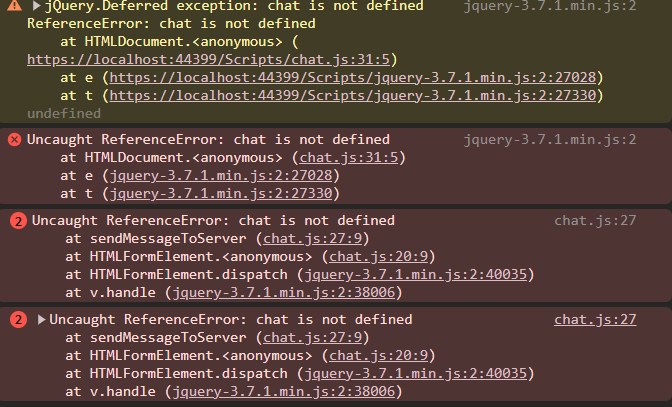 jQuery.Deferred exception: chat is not defined jquery-3.7.1.min.js:2
ReferenceError: chat is not defined
at HTMLDocument.<anonymous> (
https://localhost:44399/Scripts/chat.js:31:5)
at e (https://localhost:44399/Scripts/jquery-3.7.1.min.js:2:27028)
at t (https://localhost:44399/Scripts/jquery-3.7.1.min.js:2:27330)
undefined
Uncaught ReferenceError: chat is not defined jquery-3.7.1.min.js:2
at HTMLDocument.<anonymous> (chat.js:31:5)
at e (jquery-3.7.1.min.js:2:27028)
at t (jquery-3.7.1.min.js:2:27330)
2 Uncaught ReferenceError: chat is not defined chat.js:27
at sendMessageToServer (chat.js:27:9)
at HTMLFormElement.<anonymous> (chat.js:20:9)
at HTMLFormElement.dispatch (jquery-3.7.1.min.js:2:40035)
at v.handle (jquery-3.7.1.min.js:2:38006)
2 Uncaught ReferenceError: chat is not defined chat.js:27
at sendMessageToServer (chat.js:27:9)
at HTMLFormElement.<anonymous> (chat.js:20:9)
at HTMLFormElement.dispatch (jquery-3.7.1.min.js:2:40035)
at v.handle (jquery-3.7.1.min.js:2:38006)